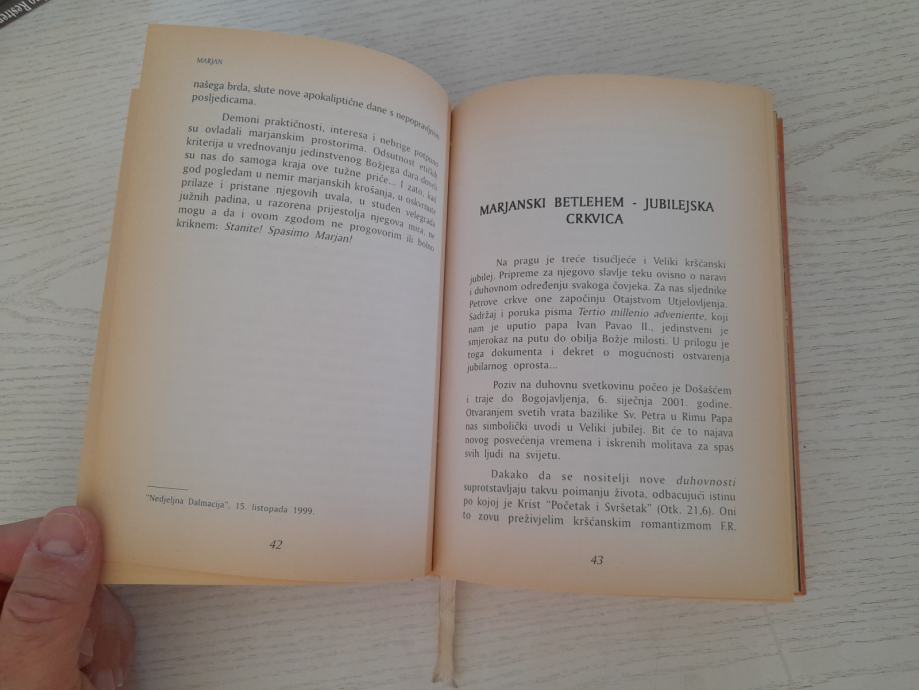 MARJAN
našega brda, slute nove apokaliptične dane s nepopravljivim
posljedicama.
Demoni praktičnosti, interesa i nebrige potpuno
su ovladali marjanskim prostorima. Odsutnost etičkih
kriterija u vrednovanju jedinstvenog Božjega dara doveli
su nas do samoga kraja ove tužne priče... I zato, kad
god pogledam u nemir marjanskih krošanja, u oskvrnute
prilaze i pristane njegovih uvala, u studen velegrada
južnih padina, u razorena prijestolja njegova mira, ne
mogu a da i ovom zgodom ne progovorim ili bolno
kriknem: Stanite! Spasimo Marjan!
"Nedjeljna Dalmacija", 15. listopada 1999.
42
MARJANSKI BETLEHEM - JUBILEJSKA
CRKVICA
Na pragu je treće tisućljeće i Veliki kršćanski
jubilej. Pripreme za njegovo slavlje teku ovisno o naravi
i duhovnom određenju svakoga čovjeka. Za nas sljednike
Petrove crkve one započinju Otajstvom Utjelovljenja.
Sadržaj i poruka pisma Tertio millenio adveniente, koji
nam je uputio papa Ivan Pavao II., jedinstveni je
smjerokaz na putu do obilja Božje milosti. U prilogu je
toga dokumenta i dekret o mogućnosti ostvarenja
jubilarnog oprosta...
Poziv na duhovnu svetkovinu počeo je Došašćem
i traje do Bogojavljenja, 6. siječnja 2001. godine.
Otvaranjem svetih vrata bazilike Sv. Petra u Rimu Papa
nas simbolički uvodi u Veliki jubilej. Bit će to najava
novog posvećenja vremena i iskrenih molitava za spas
svih ljudi na svijetu.
Dakako da se nositelji nove duhovnosti
suprotstavljaju takvu poimanju života, odbacujući istinu
po kojoj je Krist "Početak i Svršetak" (Otk. 21,6). Oni
to zovu preživjelim kršćanskim romantizmom F.R.
43